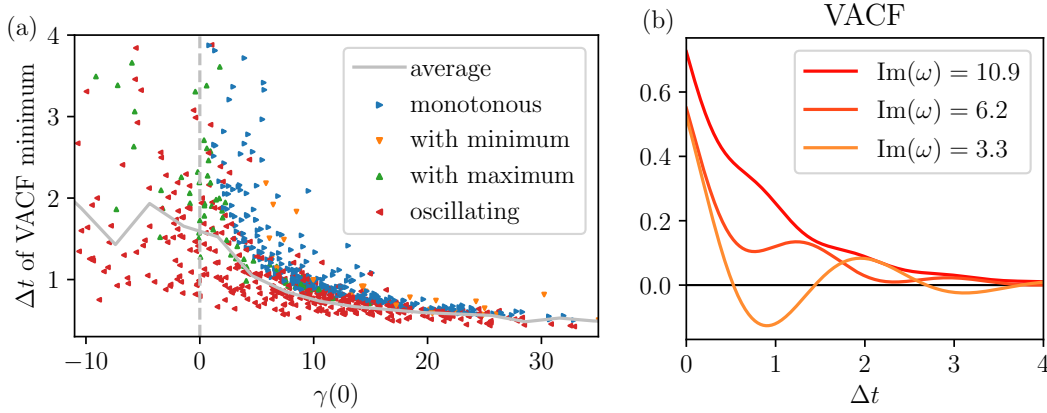 (a)
4
3
2
1
Δt of VACF minimum
−10
0
10
20
30
γ(0)
average
monotonous
with minimum
with maximum
oscillating
(b)
VACF
0.6
0.4
0.2
0.0
0
1
2
3
4
Δt
Im(ω) = 10.9
Im(ω) = 6.2
Im(ω) = 3.3